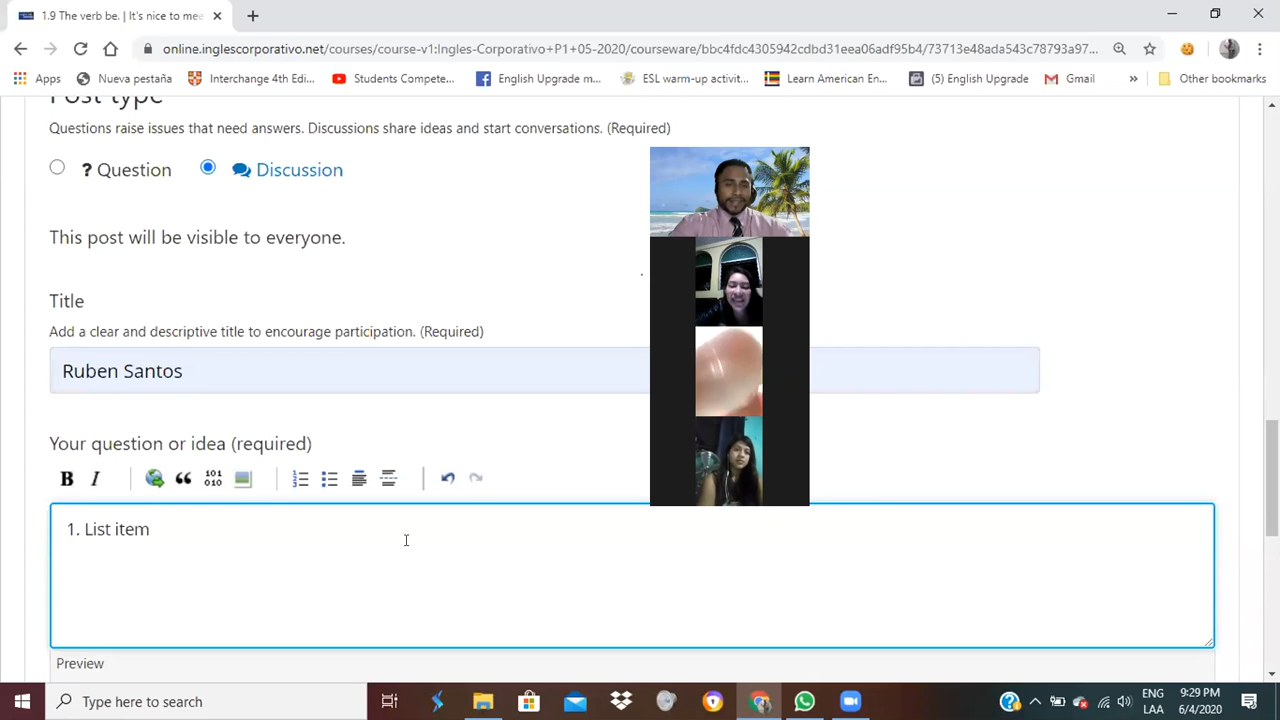 1.9 The verb be. | It's nice to mee
online.inglescorporativo.net/courses/course-v1:Ingles-Corporativo+P1+05-2020/courseware/bbc4fdc4305942cdbd31eea06adf95b4/73713e48ada543c78793a97...
Apps Nueva pestaña Interchange 4th Edi... Students Compete... English Upgrade m... ESL warm-up activit... Learn American En... (5) English Upgrade Gmail » Other bookmarks
Post type
Questions raise issues that need answers. Discussions share ideas and start conversations. (Required)
? Question Discussion
This post will be visible to everyone.
Title
Add a clear and descriptive title to encourage participation. (Required)
Ruben Santos
Your question or idea (required)
B I
1. List item
Preview
Type here to search
ENG 9:29 PM
LAA 6/4/2020